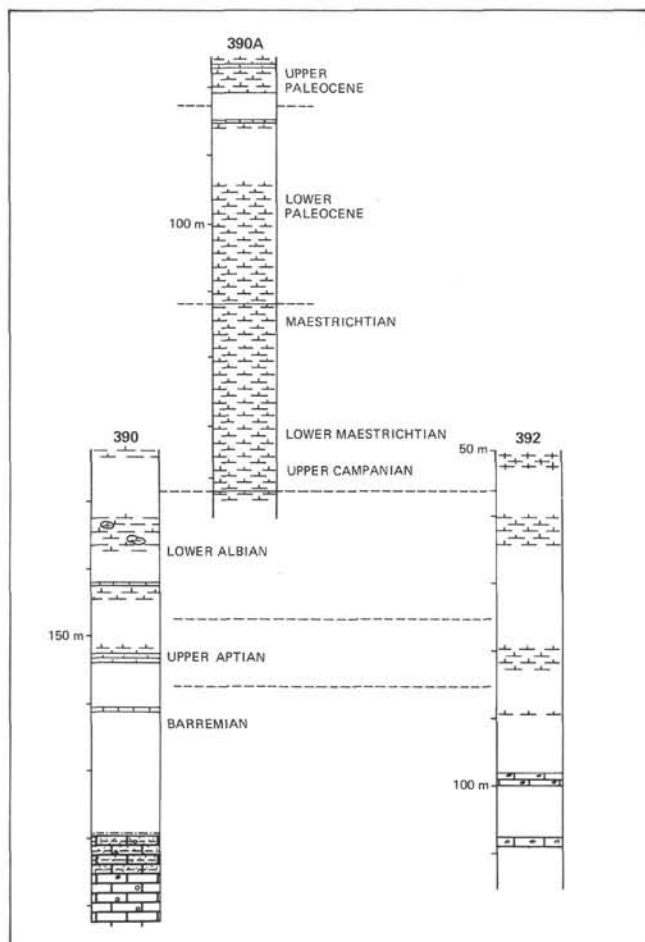 390A
UPPER
PALEOCENE
LOWER
PALEOCENE
100 m
MAESTRICHTIAN
390
LOWER MAESTRICHTIAN
392
50 m
UPPER CAMPANIAN
LOWER ALBIAN
150 m
UPPER APTIAN
BARREMIAN
100 m